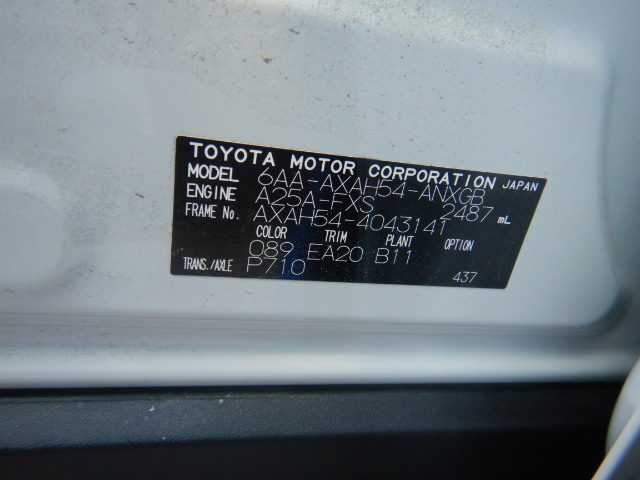 TOYOTA MOTOR CORPORATION JAPAN
MODEL 6AA-AXAH54-ANXGB
ENGINE A25A-FXS 2487 mL
FRAME No. AXAH54-4043141
COLOR TRIM PLANT OPTION
089 EA20 B11
TRANS./AXLE P710 437